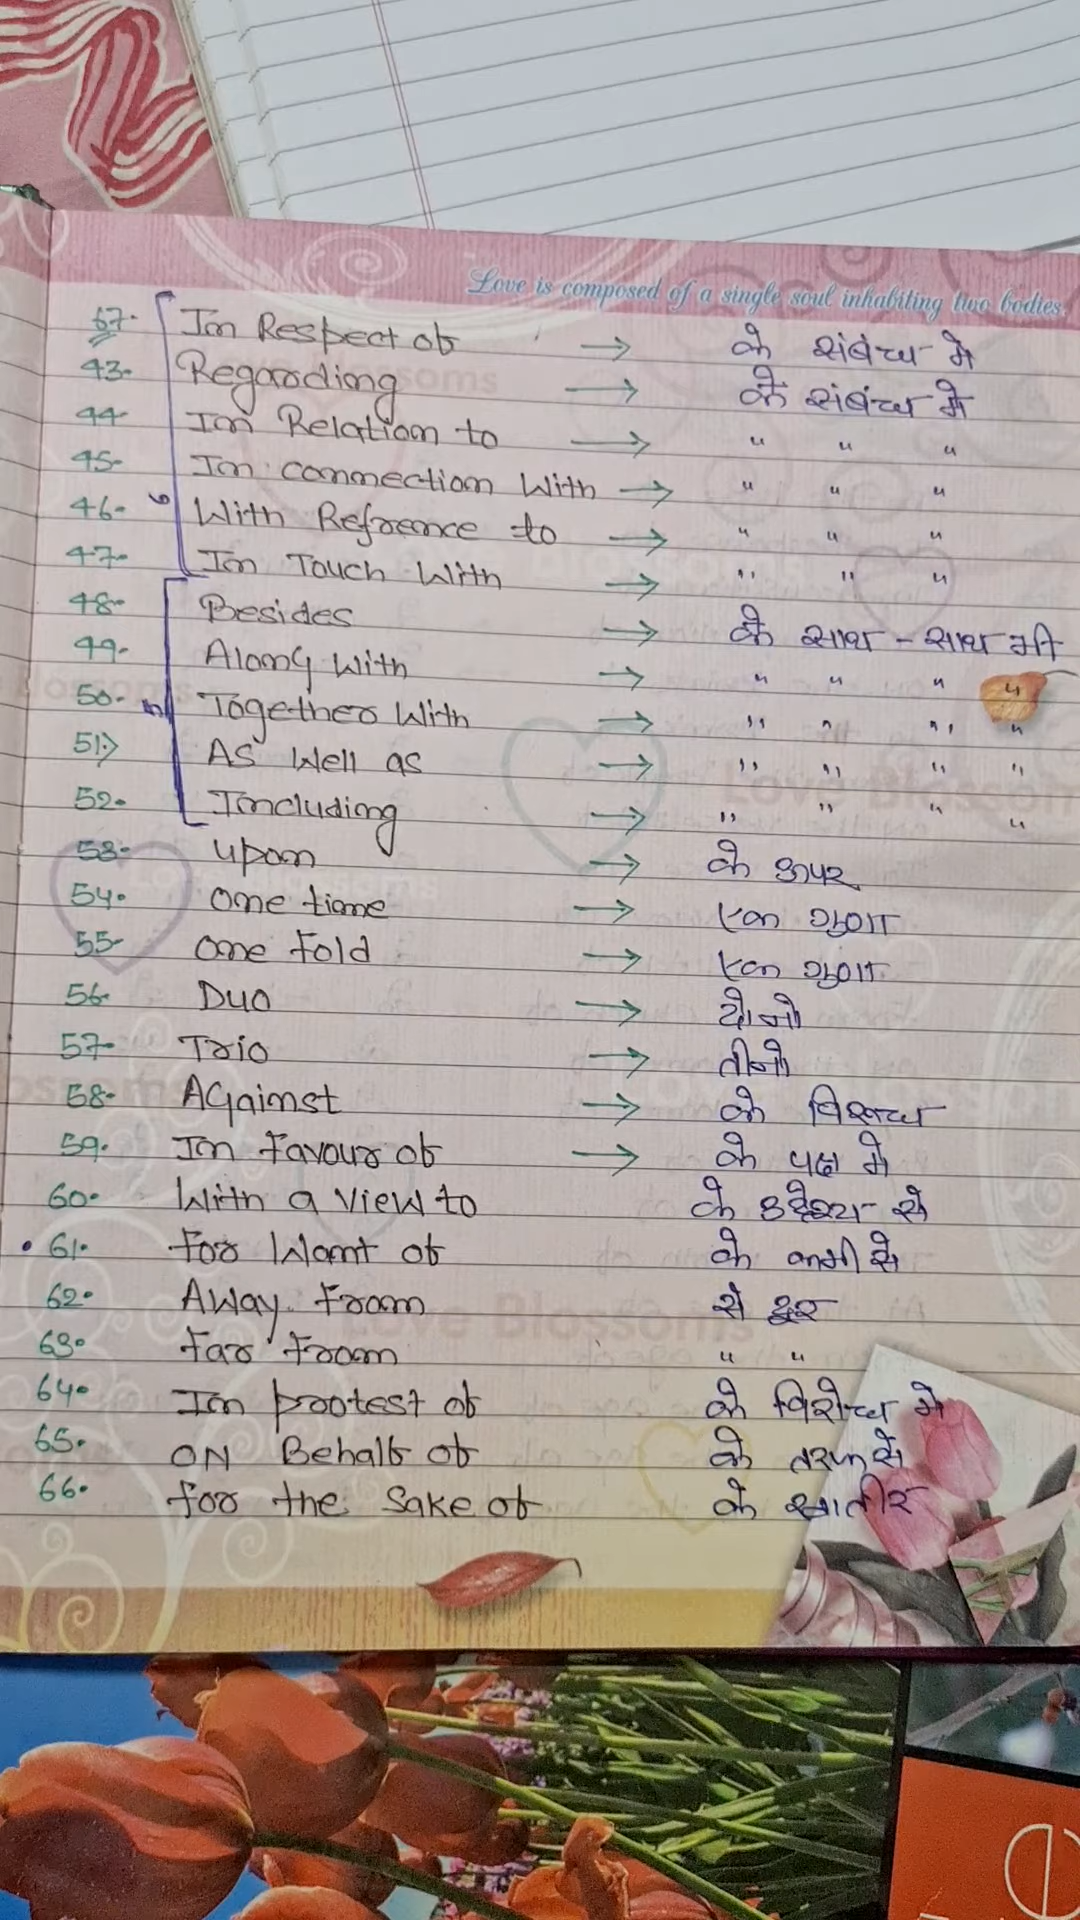 Love is composed of a single soul inhabiting two bodies.
67. In Respect of → के संबंध में
43. Regarding → के संबंध में
44. In Relation to → " " "
45. In connection With → " " "
46. With Refrence to → " " "
47. In Touch With → " " "
48. Besides → के साथ - साथ भी
49. Along With → " " " "
50. Together With → " " " "
51. As Well as → " " " "
52. Including → " " " "
53. upon → के ऊपर
54. one time → एक गुणा
55. one fold → एक गुणा
56. Duo → दोनो
57. Trio → तीनो
58. Against → के विरूध
59. In favour of → के पक्ष मे
60. With a view to के उद्देश्य से
61. for Want of के कमी से
62. Away from से दूर
63. far from " "
64. In protest of के विरोध मे
65. ON Behalf of के तरफ से
66. for the Sake of के खातीर